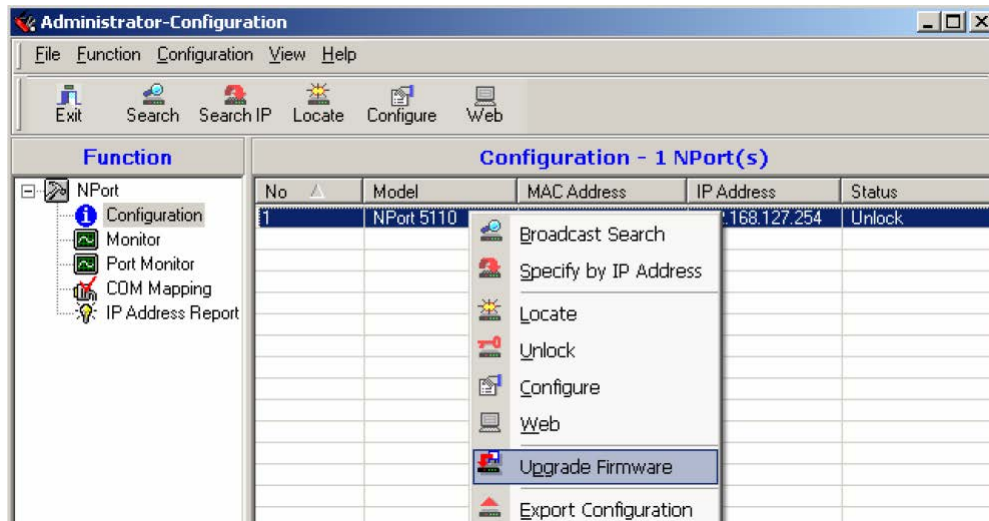 Administrator-Configuration
File Function Configuration View Help
Exit Search Search IP Locate Configure Web
Function
Configuration - 1 NPort(s)
NPort
Configuration
Monitor
Port Monitor
COM Mapping
IP Address Report
No Model MAC Address IP Address Status
1 NPort 5110 .168.127.254 Unlock
Broadcast Search
Specify by IP Address
Locate
Unlock
Configure
Web
Upgrade Firmware
Export Configuration